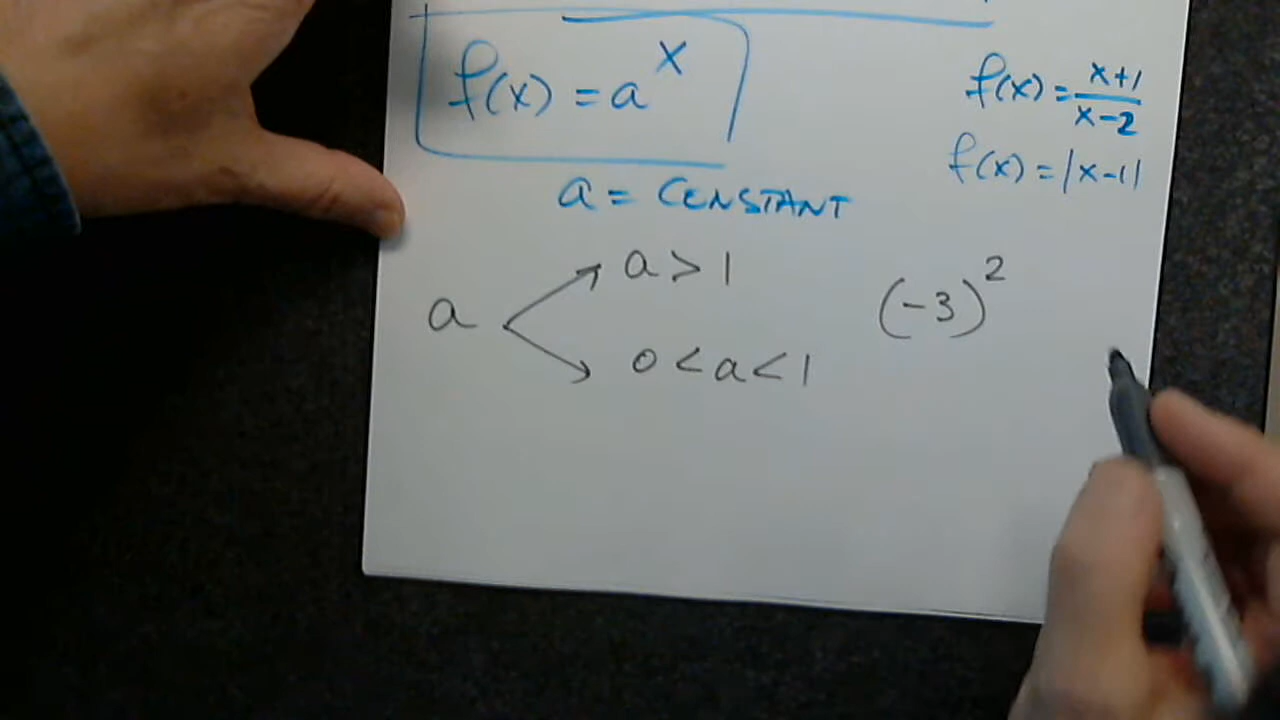 f(x) = a^x
f(x) = x+1 / x-2
f(x) = |x-1|
a = CONSTANT
a > 1
a
0 < a < 1
(-3)^2